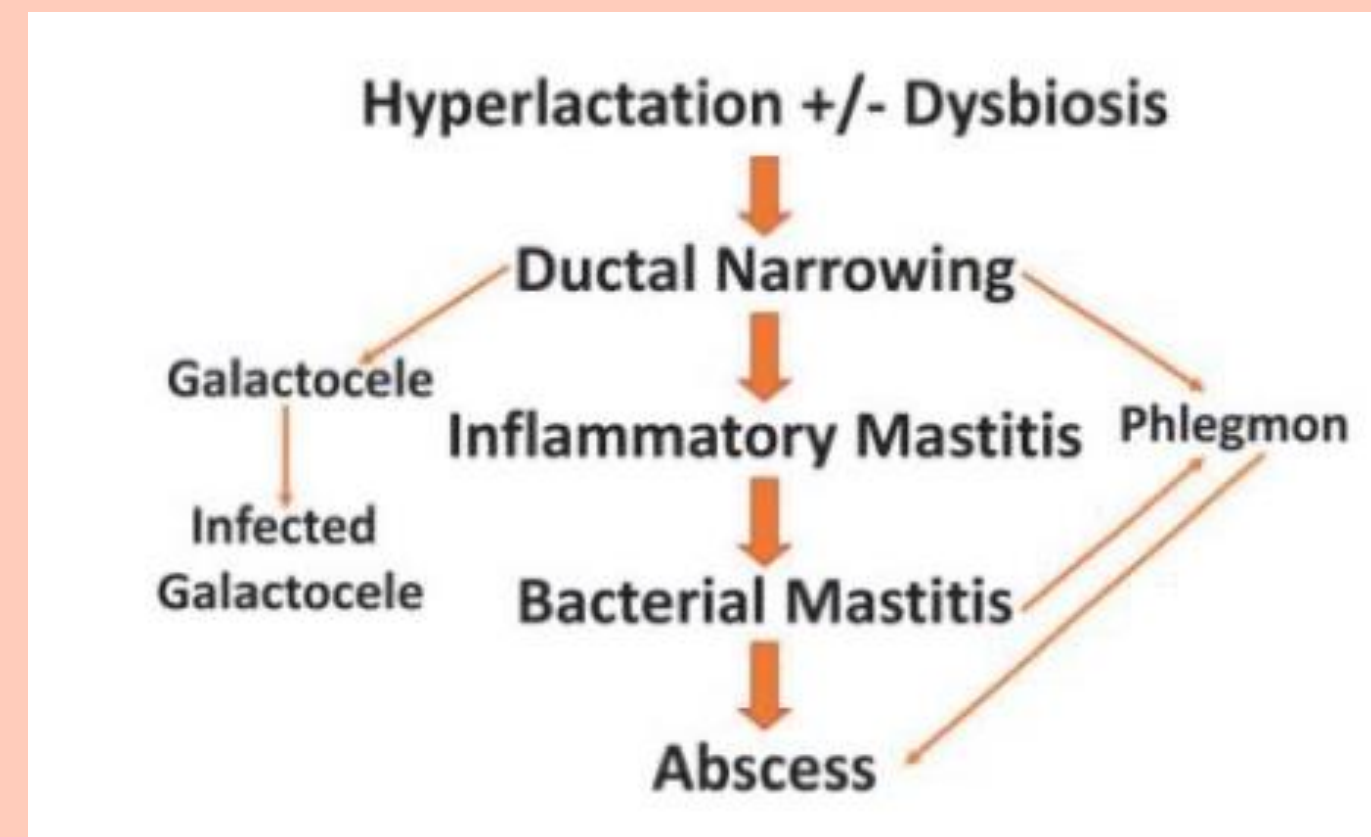 Hyperlactation +/- Dysbiosis
Ductal Narrowing
Galactocele
Inflammatory Mastitis
Phlegmon
Infected
Galactocele
Bacterial Mastitis
Abscess